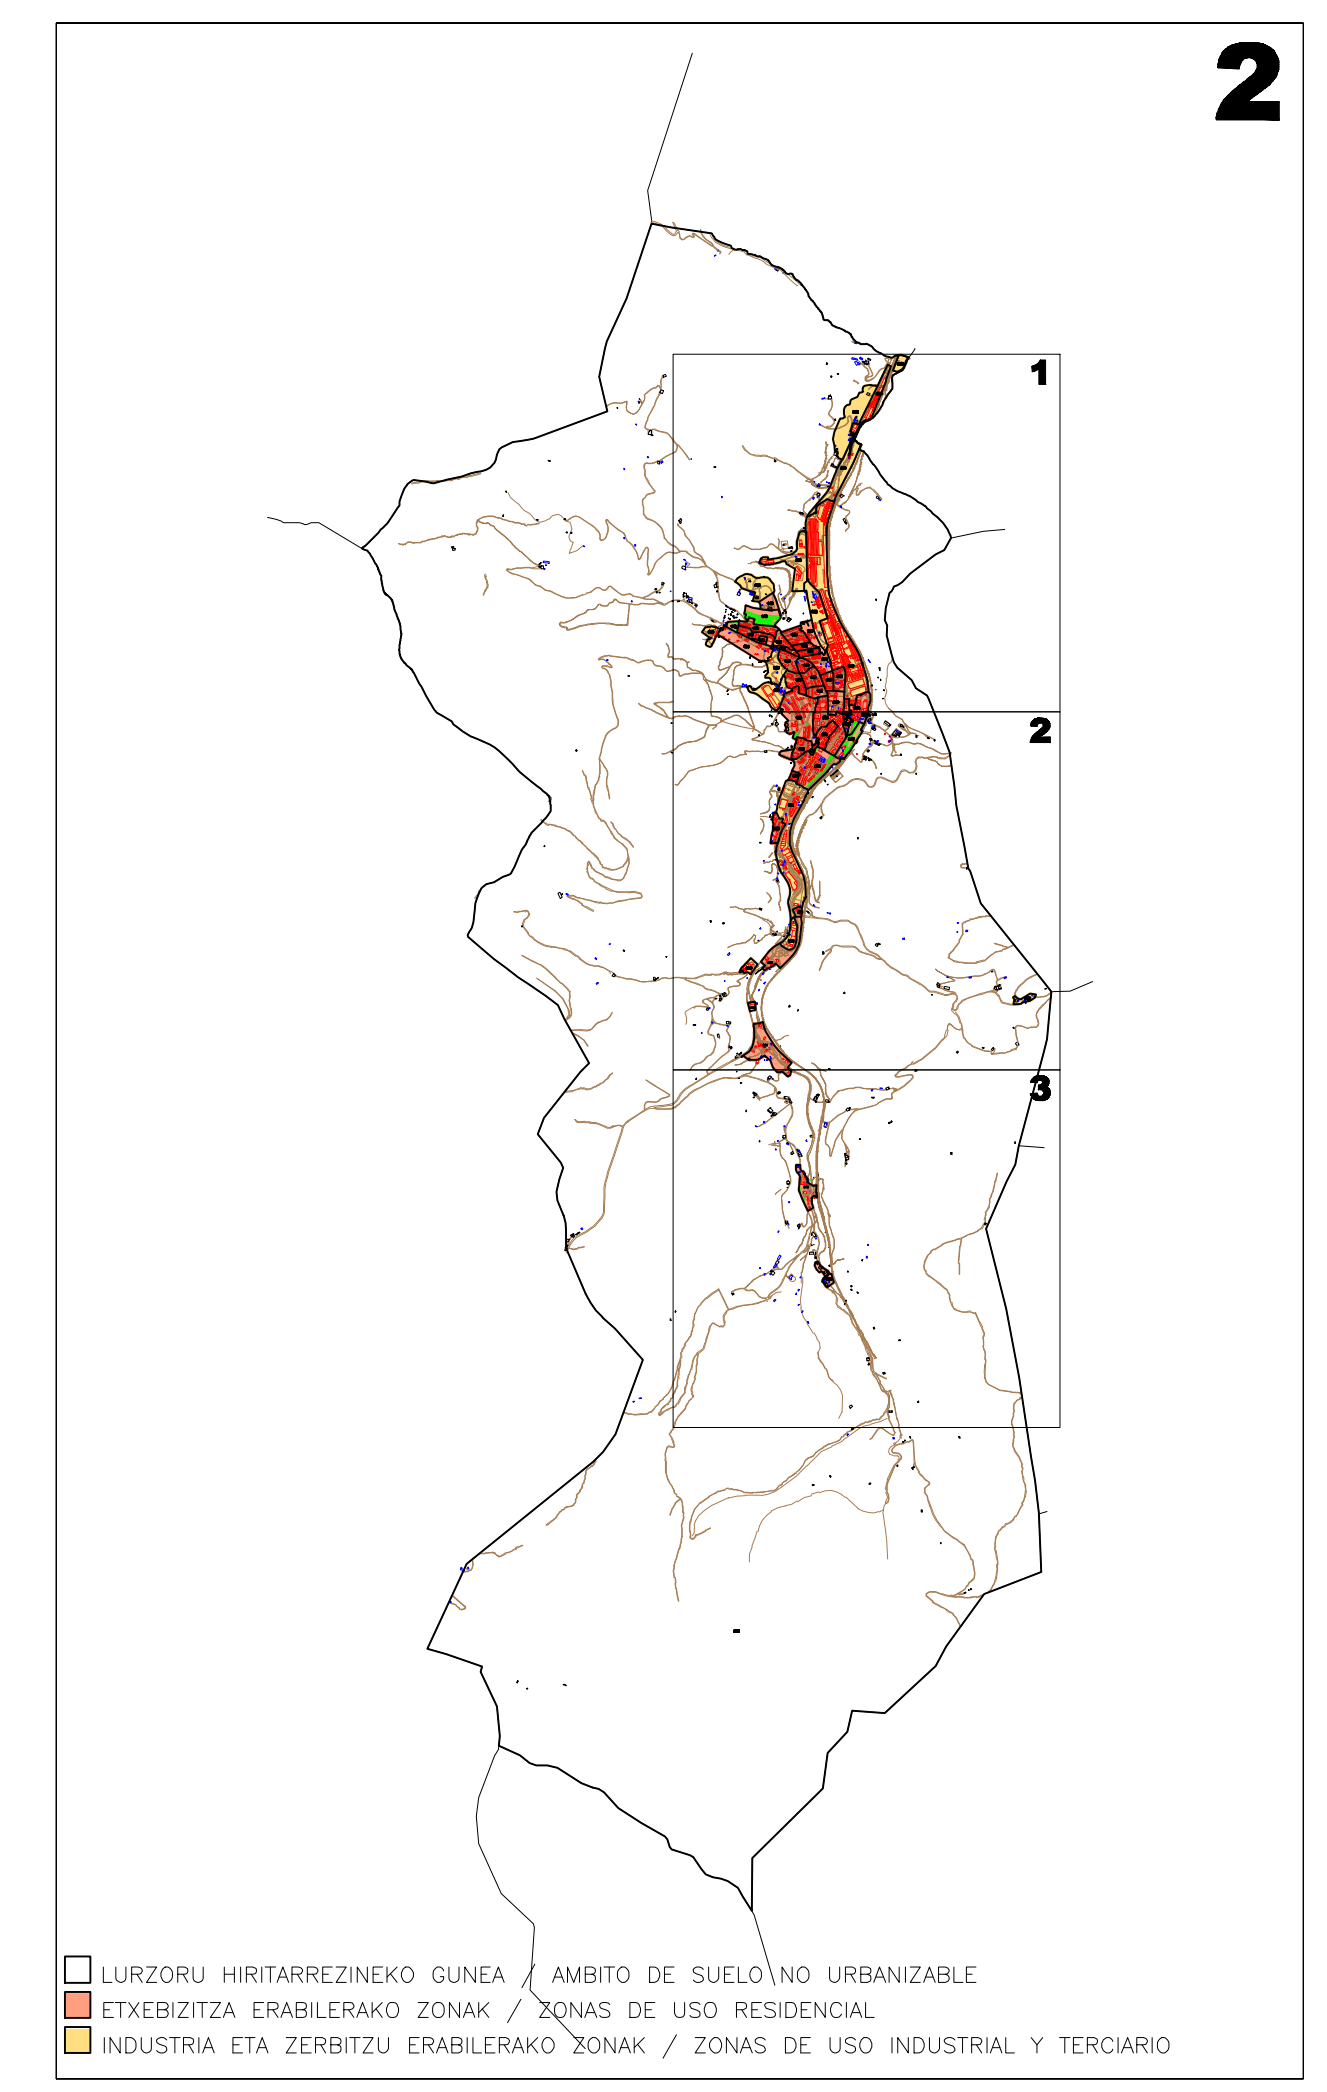 2
1
2
3
LURZORU HIRITARREZINEKO GUNEA / AMBITO DE SUELO NO URBANIZABLE
ETXEBIZITZA ERABILERAKO ZONAK / ZONAS DE USO RESIDENCIAL
INDUSTRIA ETA ZERBITZU ERABILERAKO ZONAK / ZONAS DE USO INDUSTRIAL Y TERCIARIO